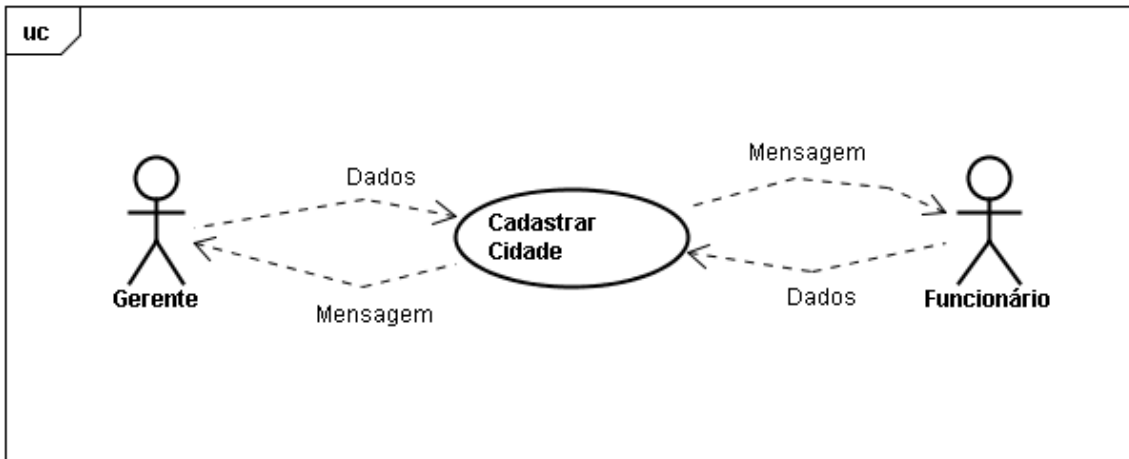 uc
Mensagem
Dados
Cadastrar
Cidade
Gerente
Mensagem
Dados
Funcionário